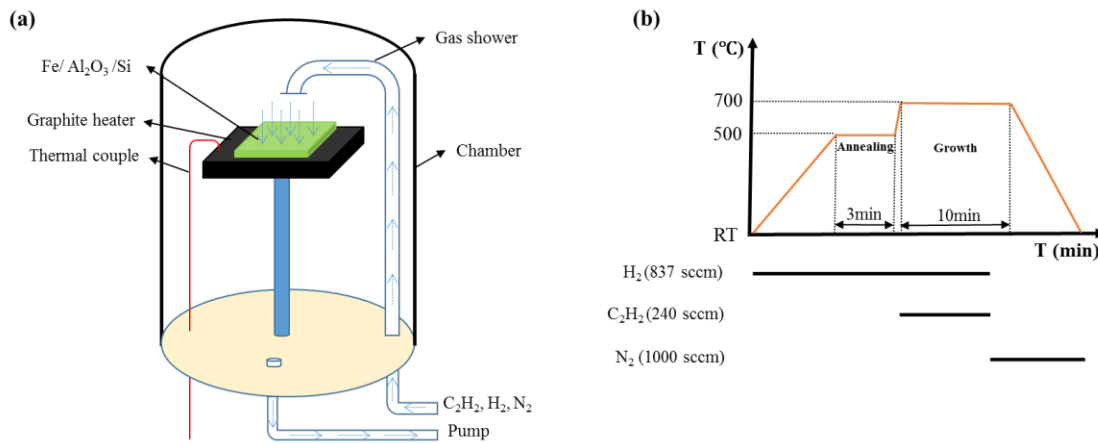 (a)
Gas shower
Fe/ Al₂O₃ /Si
Graphite heater
Thermal couple
Chamber
C₂H₂, H₂, N₂
Pump
(b)
T (℃)
700
500
Annealing
Growth
3min
10min
RT
T (min)
H₂ (837 sccm)
C₂H₂ (240 sccm)
N₂ (1000 sccm)